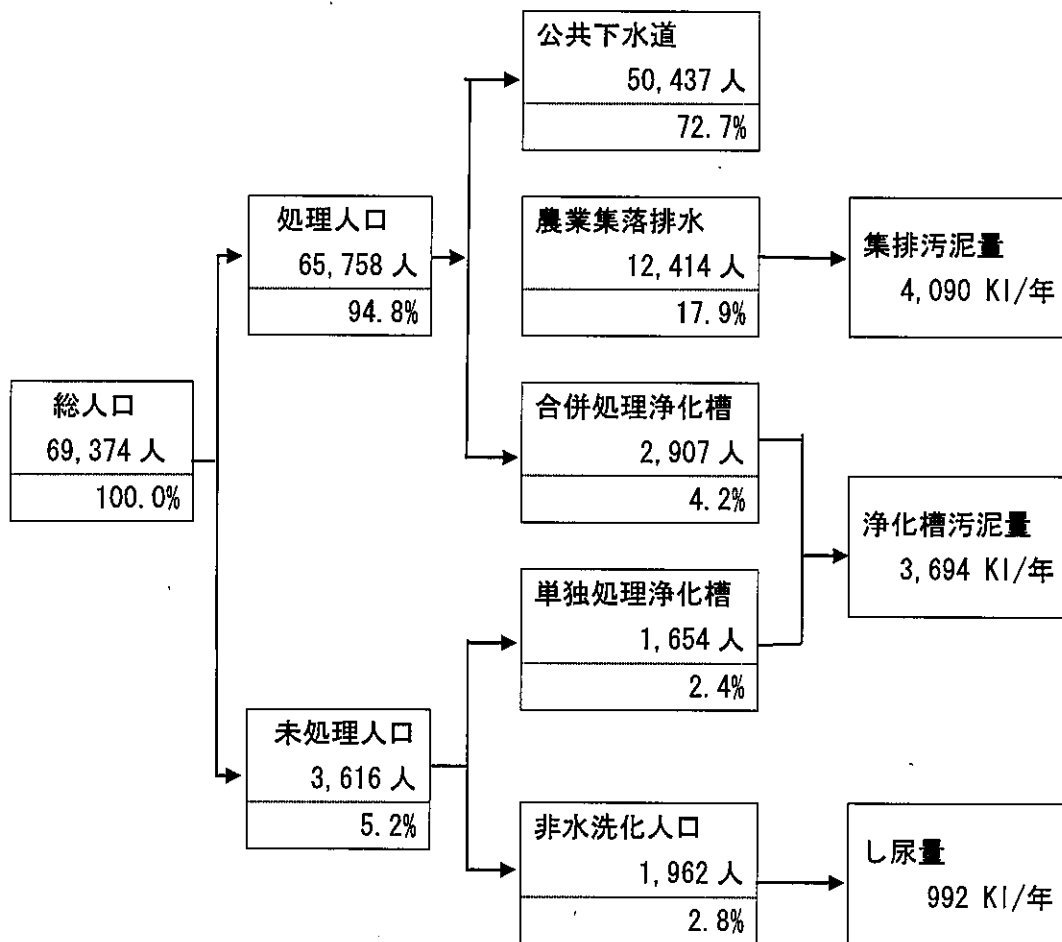 公共下水道
50,437 人
72.7%
処理人口
65,758 人
94.8%
農業集落排水
12,414 人
17.9%
集排汚泥量
4,090 Kl/年
総人口
69,374 人
100.0%
合併処理浄化槽
2,907 人
4.2%
浄化槽汚泥量
3,694 Kl/年
単独処理浄化槽
1,654 人
2.4%
未処理人口
3,616 人
5.2%
非水洗化人口
1,962 人
2.8%
し尿量
992 Kl/年